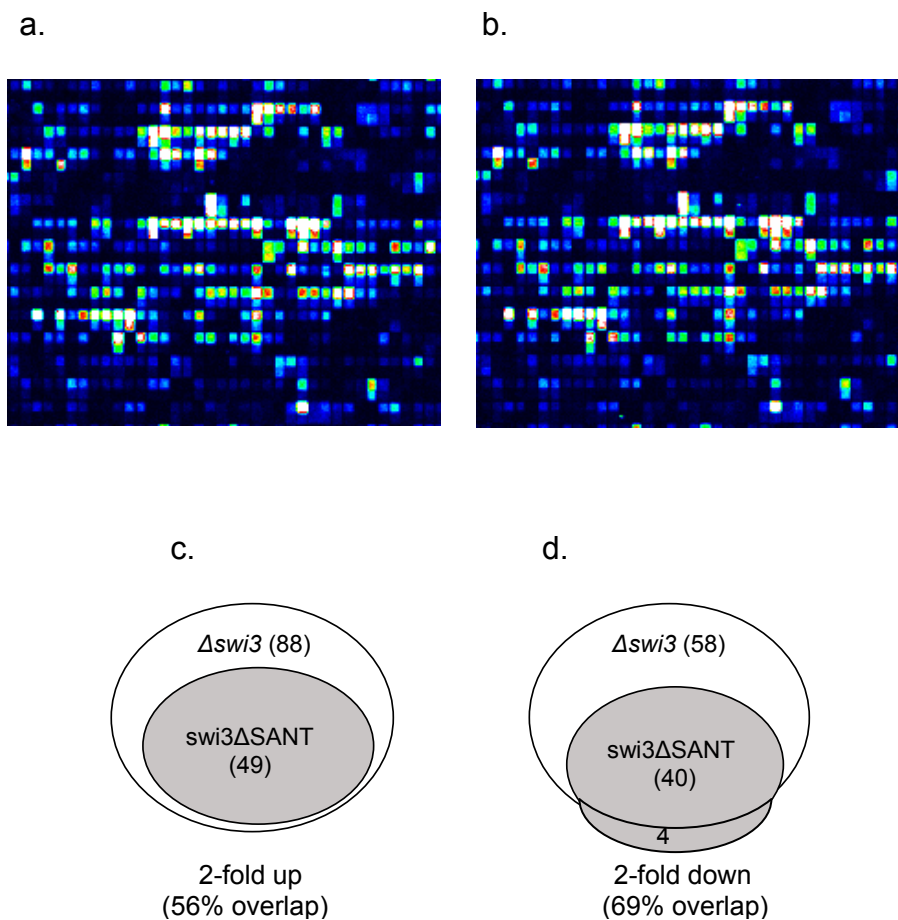 a.
b.
c.
d.
Δswi3 (88)
swi3ΔSANT
(49)
2-fold up
(56% overlap)
Δswi3 (58)
swi3ΔSANT
(40)
4
2-fold down
(69% overlap)